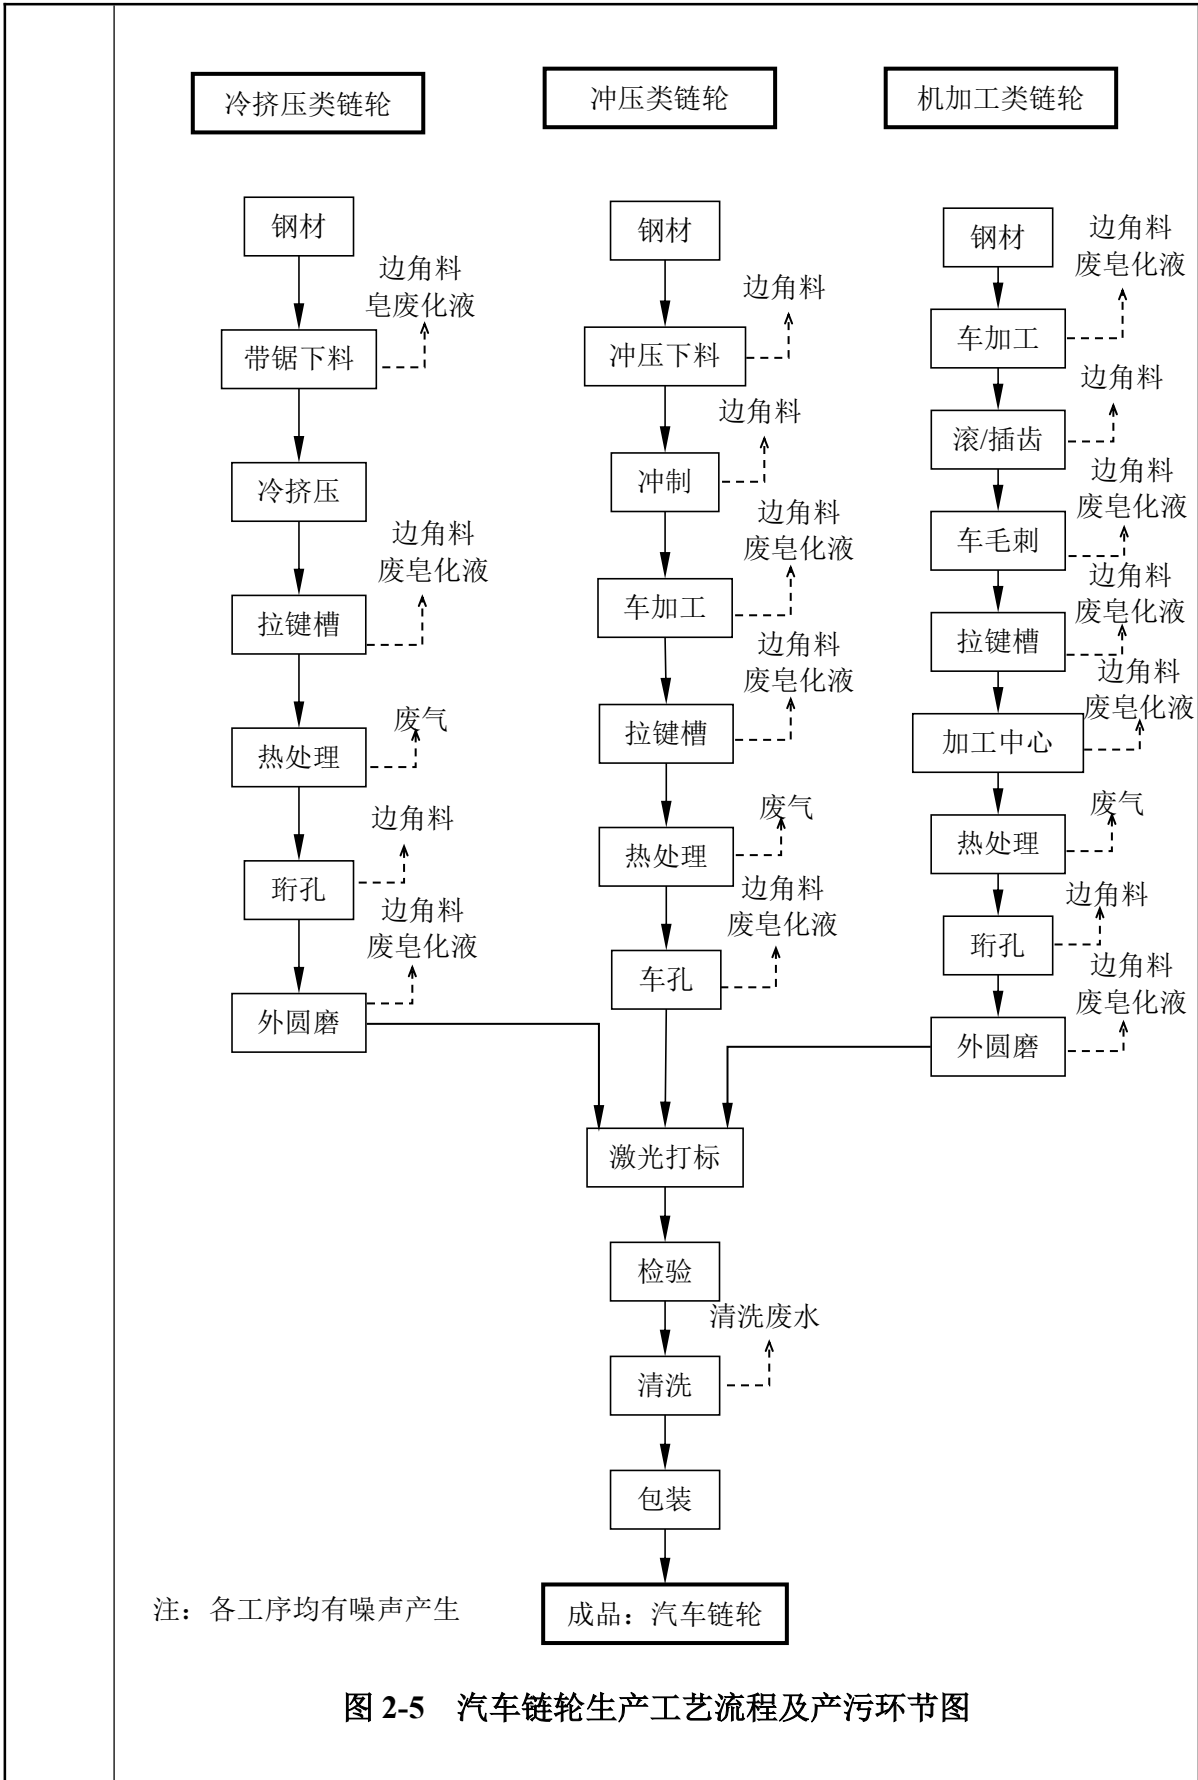 冷挤压类链轮
冲压类链轮
机加工类链轮
钢材
边角料
皂废化液
带锯下料
冷挤压
边角料
废皂化液
拉键槽
废气
热处理
边角料
珩孔
边角料
废皂化液
外圆磨
钢材
边角料
冲压下料
边角料
冲制
边角料
废皂化液
车加工
边角料
废皂化液
拉键槽
废气
热处理
边角料
废皂化液
车孔
钢材
边角料
废皂化液
车加工
边角料
滚/插齿
边角料
废皂化液
车毛刺
边角料
废皂化液
拉键槽
边角料
废皂化液
加工中心
废气
热处理
边角料
珩孔
边角料
废皂化液
外圆磨
激光打标
检验
清洗废水
清洗
包装
注：各工序均有噪声产生
成品：汽车链轮
图 2-5 汽车链轮生产工艺流程及产污环节图